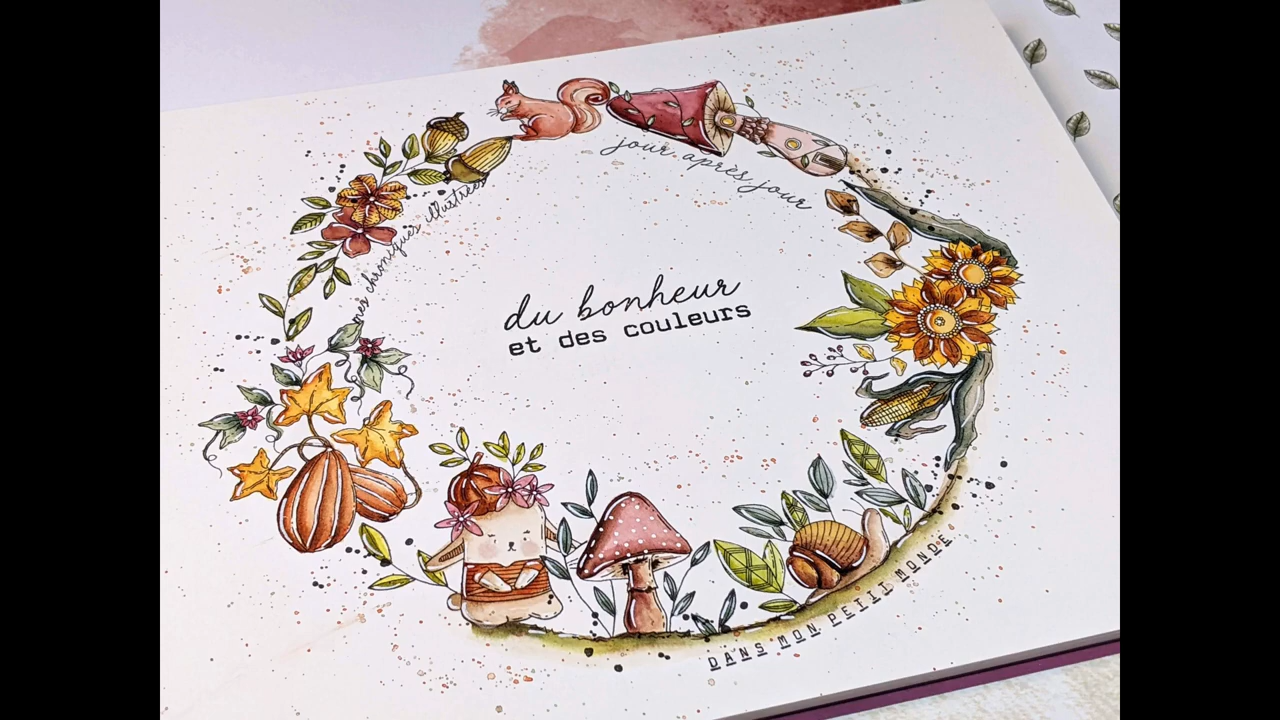 mes chroniques illustrées
jour après jour
du bonheur
et des couleurs
DANS MON PETIT MONDE